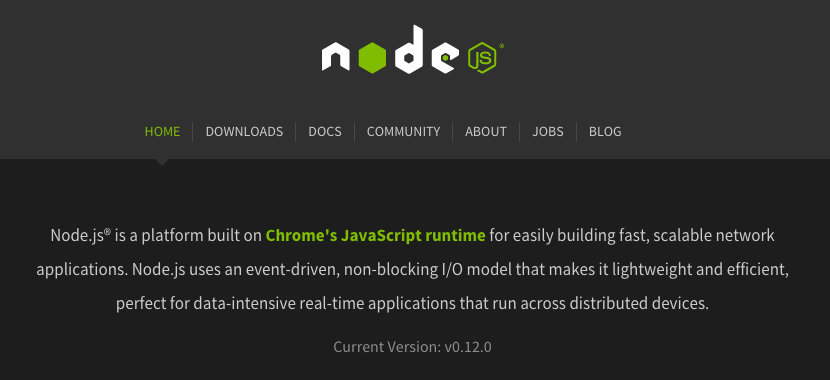 node JS®
HOME DOWNLOADS DOCS COMMUNITY ABOUT JOBS BLOG
Node.js® is a platform built on Chrome's JavaScript runtime for easily building fast, scalable network
applications. Node.js uses an event-driven, non-blocking I/O model that makes it lightweight and efficient,
perfect for data-intensive real-time applications that run across distributed devices.
Current Version: v0.12.0